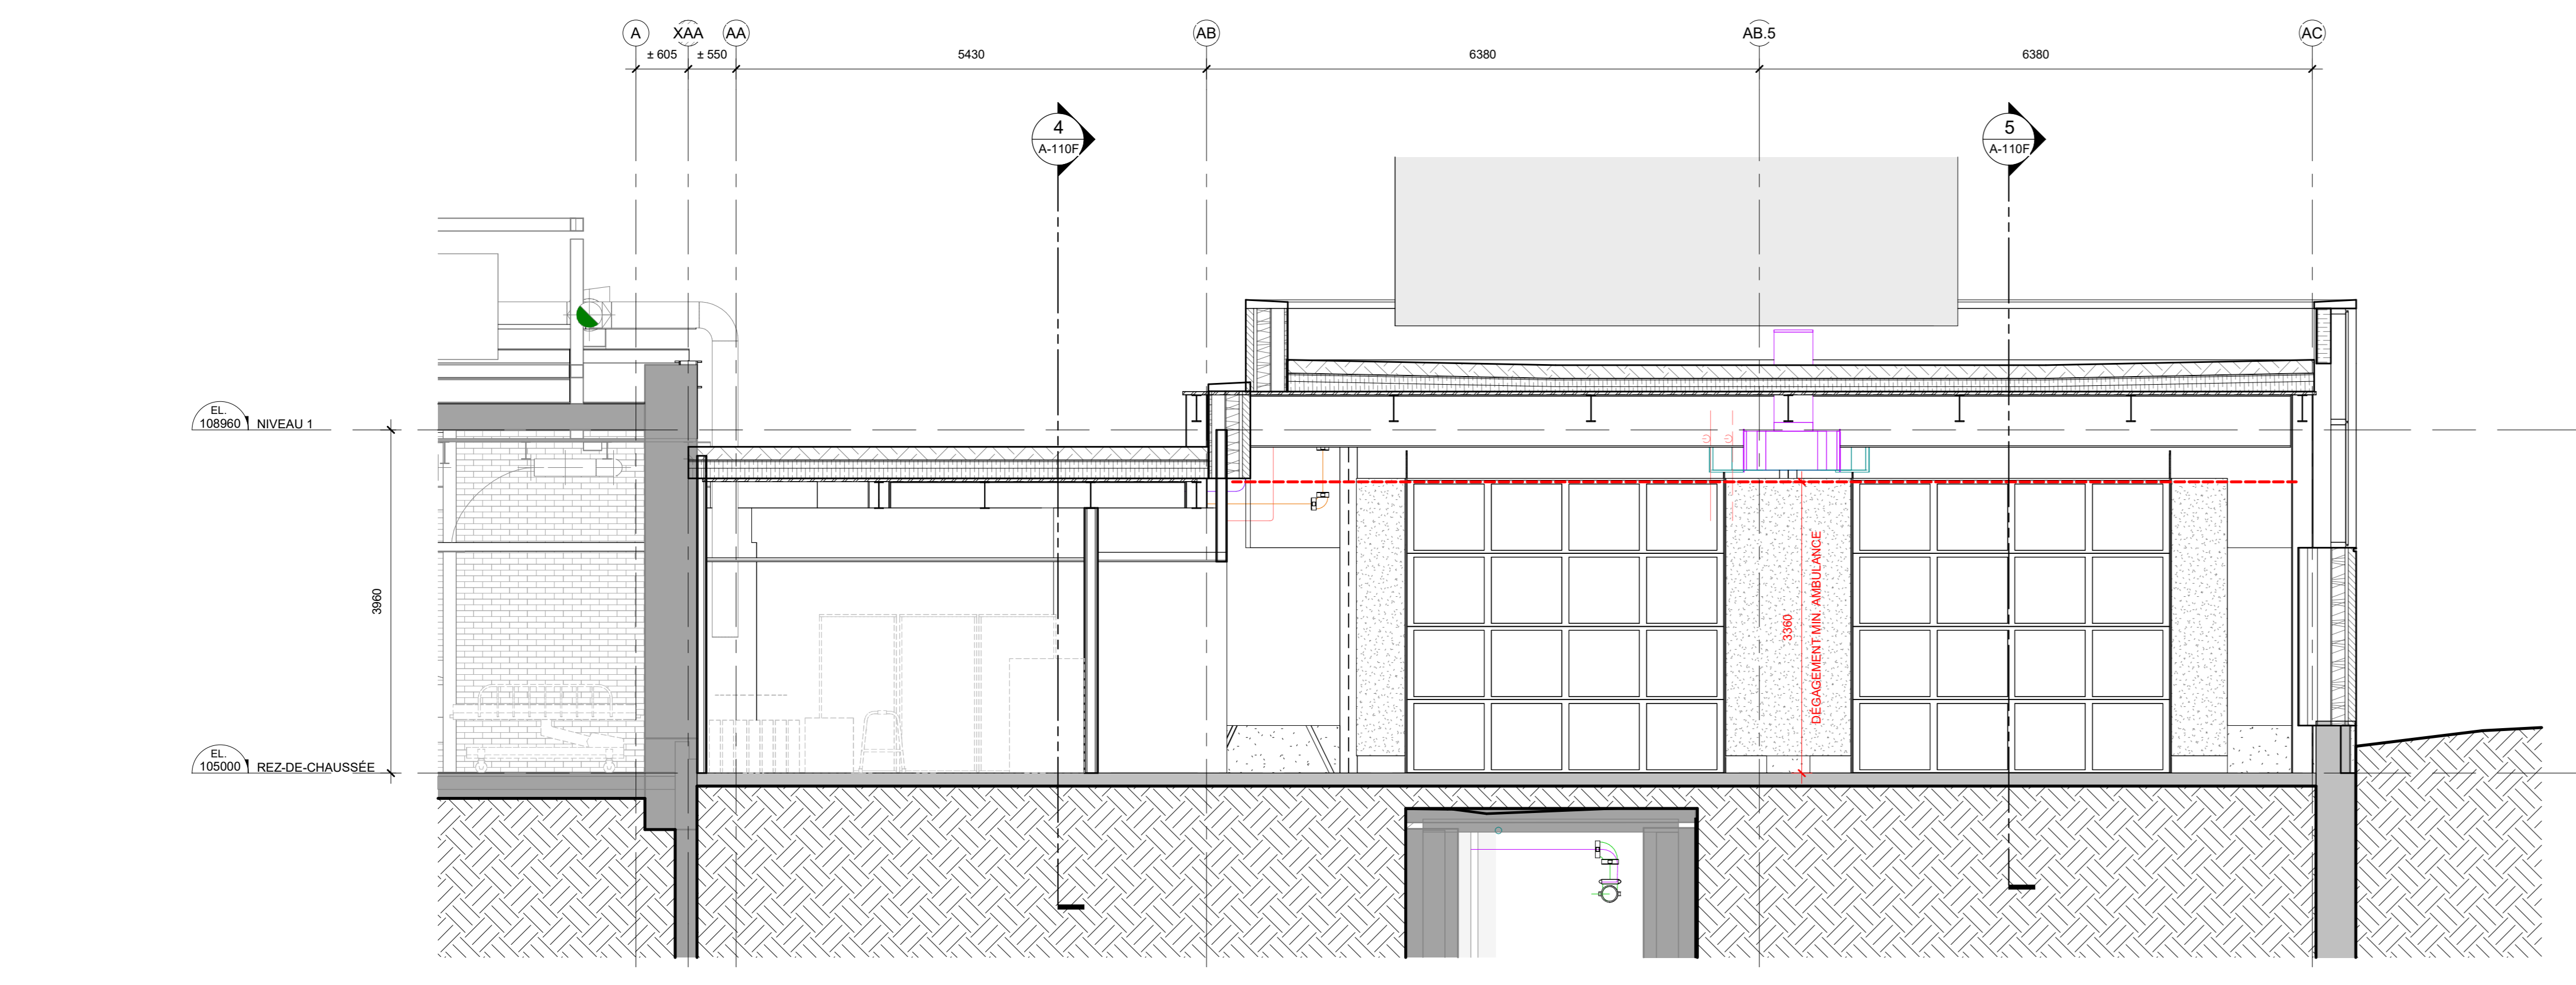 A XAA AA AB AB.5 AC
± 605 ± 550 5430 6380 6380
4
A-110F
5
A-110F
EL.
108960 NIVEAU 1
3960
3360
DÉGAGEMENT MIN. AMBULANCE
EL.
105000 REZ-DE-CHAUSSÉE